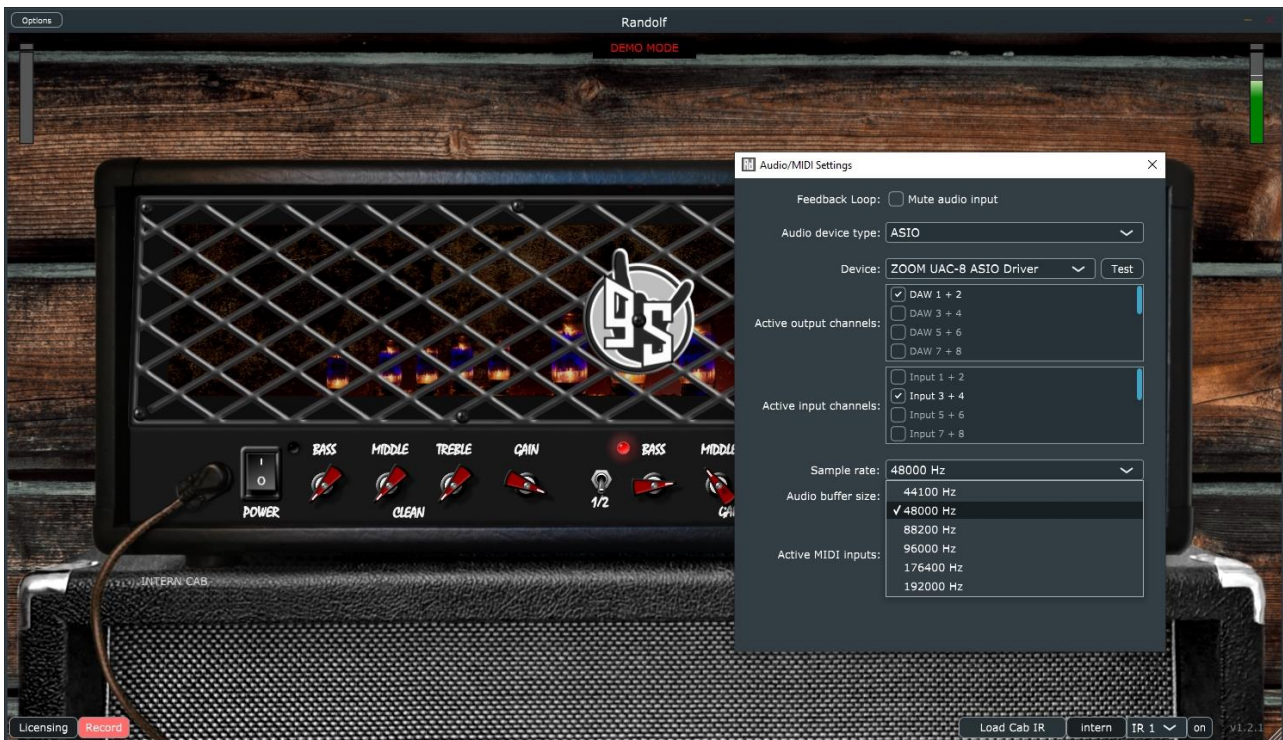 Options
Randolf
DEMO MODE
Audio/MIDI Settings
Feedback Loop: Mute audio input
Audio device type: ASIO
Device: ZOOM UAC-8 ASIO Driver Test
Active output channels:
DAW 1 + 2
DAW 3 + 4
DAW 5 + 6
DAW 7 + 8
Active input channels:
Input 1 + 2
Input 3 + 4
Input 5 + 6
Input 7 + 8
Sample rate: 48000 Hz
Audio buffer size:
44100 Hz
48000 Hz
88200 Hz
96000 Hz
176400 Hz
192000 Hz
Active MIDI inputs:
gs
BASS MIDDLE TREBLE GAIN BASS MIDDLE
I
O
POWER CLEAN 1/2 GA
INTERN CAB
Licensing Record Load Cab IR intern IR 1 on v1.2.1